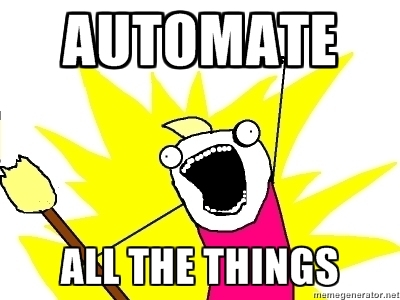 AUTOMATE
ALL THE THINGS
memegenerator.net